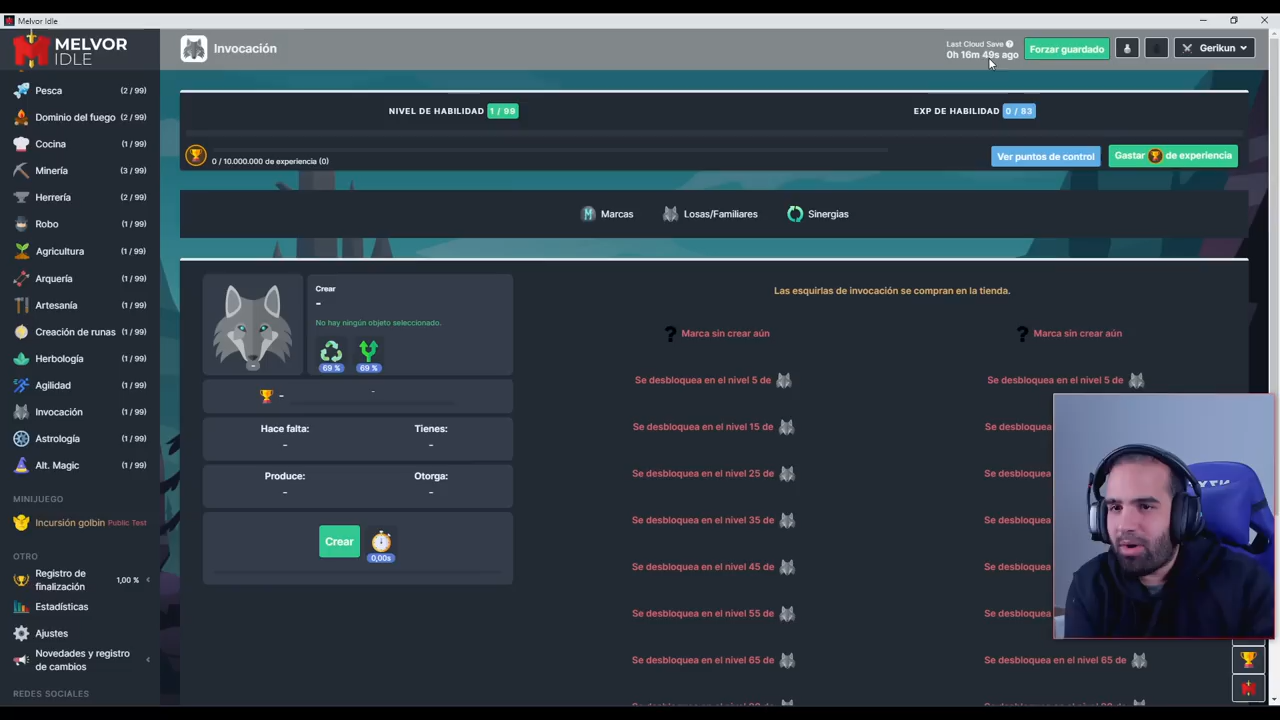 Melvor Idle
MELVOR
IDLE
Invocación
Last Cloud Save
0h 16m 49s ago
Forzar guardado
Gerikun
Pesca (2 / 99)
Dominio del fuego (2 / 99)
Cocina (1 / 99)
Minería (3 / 99)
Herrería (2 / 99)
Robo (1 / 99)
Agricultura (1 / 99)
Arquería (1 / 99)
Artesanía (1 / 99)
Creación de runas (1 / 99)
Herbología (1 / 99)
Agilidad (1 / 99)
Invocación (1 / 99)
Astrología (1 / 99)
Alt. Magic (1 / 99)
MINIJUEGO
Incursión golbin Public Test
OTRO
Registro de
finalización 1,00 %
Estadísticas
Ajustes
Novedades y registro
de cambios
REDES SOCIALES
NIVEL DE HABILIDAD 1 / 99
EXP DE HABILIDAD 0 / 83
0 / 10.000.000 de experiencia (0)
Ver puntos de control
Gastar de experiencia
Marcas
Losas/Familiares
Sinergias
Crear
-
No hay ningún objeto seleccionado.
69 % 69 %
- -
Hace falta: Tienes:
- -
Produce: Otorga:
- -
Crear
0,00s
Las esquirlas de invocación se compran en la tienda.
? Marca sin crear aún
Se desbloquea en el nivel 5 de
Se desbloquea en el nivel 15 de
Se desbloquea en el nivel 25 de
Se desbloquea en el nivel 35 de
Se desbloquea en el nivel 45 de
Se desbloquea en el nivel 55 de
Se desbloquea en el nivel 65 de
? Marca sin crear aún
Se desbloquea en el nivel 5 de
Se desbloquea
Se desbloquea
Se desbloquea
Se desbloquea
Se desbloquea
Se desbloquea en el nivel 65 de